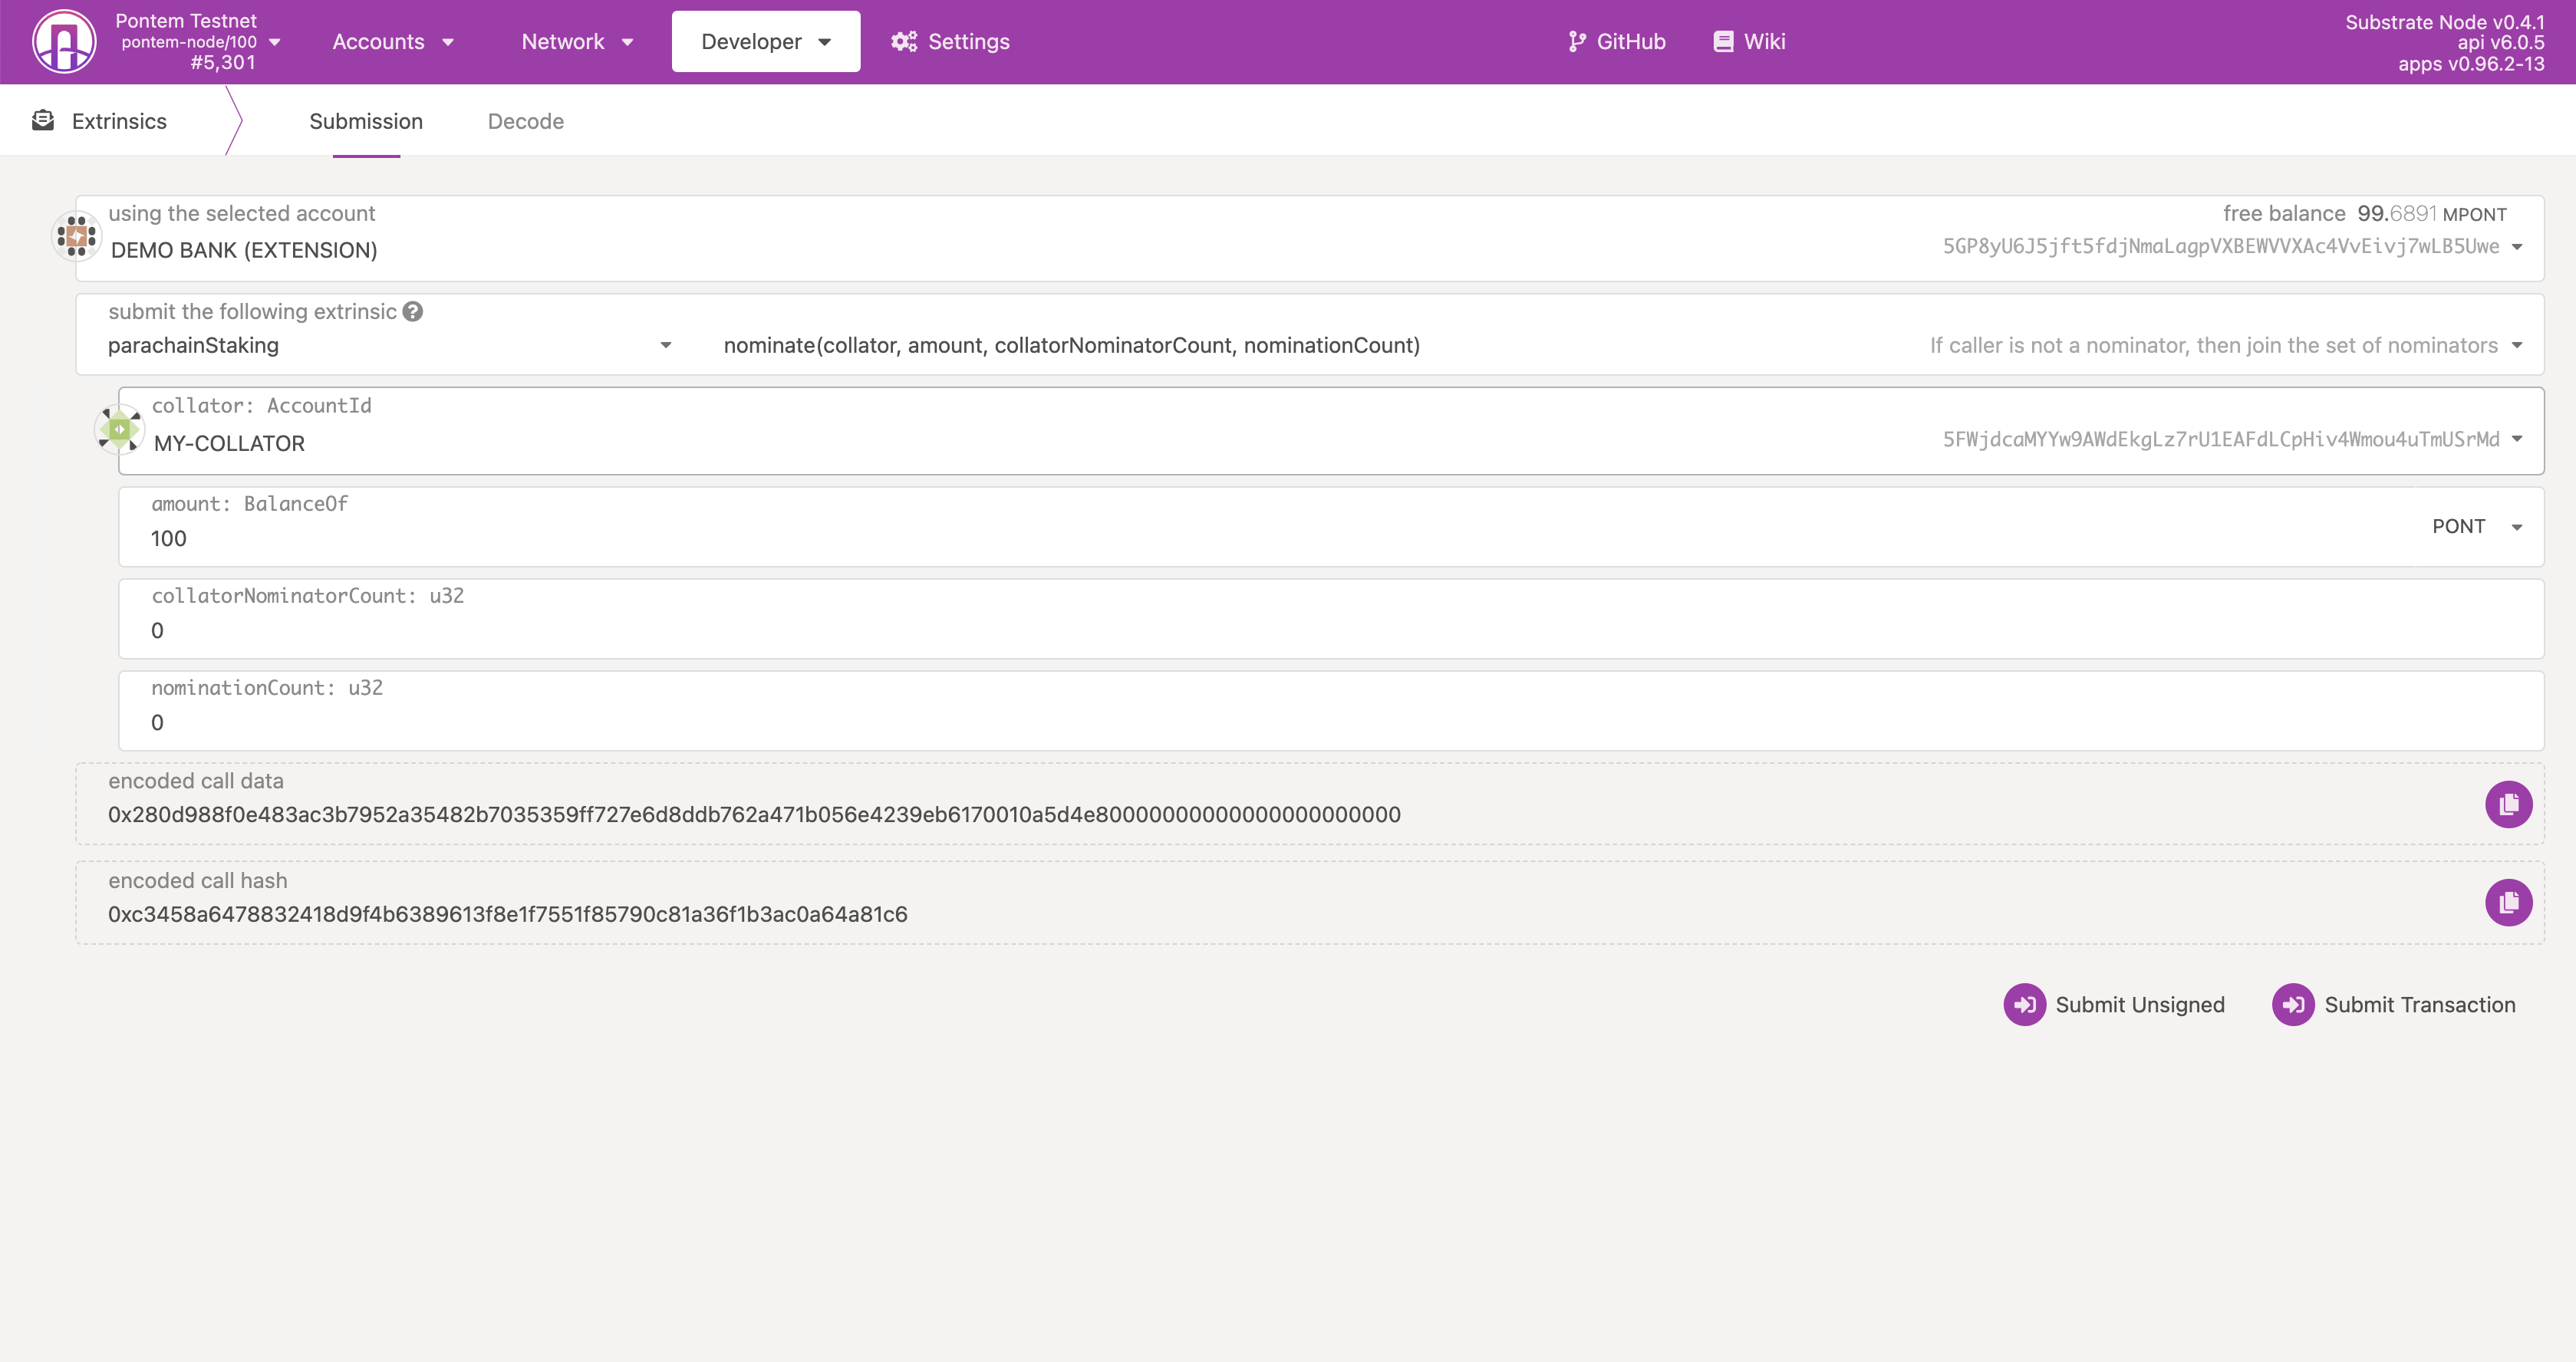 Pontem Testnet
pontem-node/100
#5,301
Accounts
Network
Developer
Settings
GitHub
Wiki
Substrate Node v0.4.1
api v6.0.5
apps v0.96.2-13
Extrinsics
Submission
Decode
using the selected account
free balance 99.6891 MPONT
DEMO BANK (EXTENSION)
5GP8yU6J5jft5fdjNmaLagpVXBEWVVXAc4VvEivj7wLB5Uwe
submit the following extrinsic
parachainStaking
nominate(collator, amount, collatorNominatorCount, nominationCount)
If caller is not a nominator, then join the set of nominators
collator: AccountId
MY-COLLATOR
5FWjdcaMYYw9AWdEkgLz7rU1EAFdLCpHiv4Wmou4uTmUSrMd
amount: BalanceOf
100
PONT
collatorNominatorCount: u32
0
nominationCount: u32
0
encoded call data
0x280d988f0e483ac3b7952a35482b7035359ff727e6d8ddb762a471b056e4239eb6170010a5d4e80000000000000000000000
encoded call hash
0xc3458a6478832418d9f4b6389613f8e1f7551f85790c81a36f1b3ac0a64a81c6
Submit Unsigned
Submit Transaction